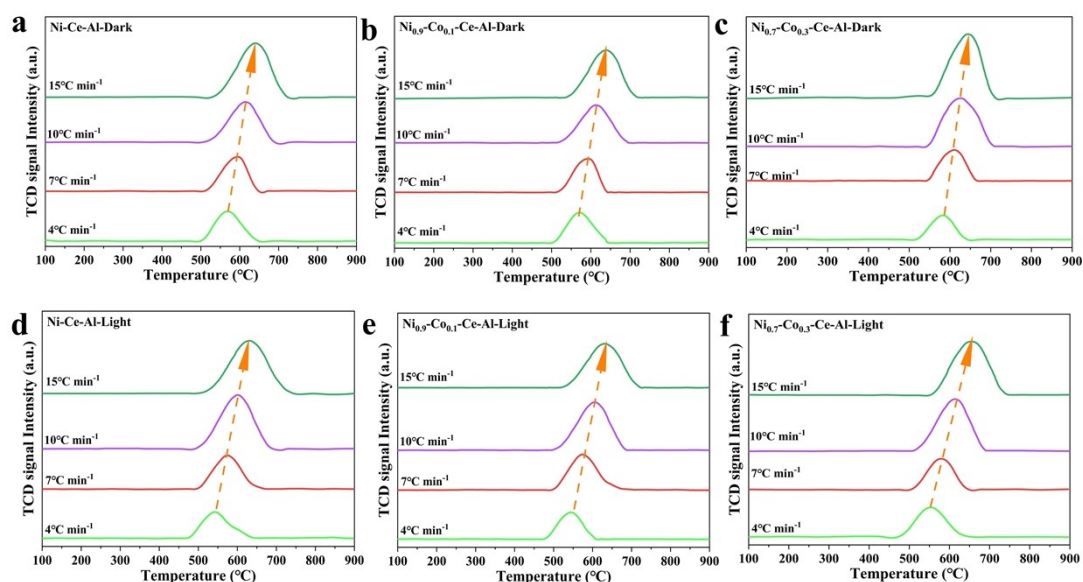 a
Ni-Ce-Al-Dark
TCD signal Intensity (a.u.)
15℃ min⁻¹
10℃ min⁻¹
7℃ min⁻¹
4℃ min⁻¹
100 200 300 400 500 600 700 800 900
Temperature (℃)
b
Ni₀.₉-Co₀.₁-Ce-Al-Dark
TCD signal Intensity (a.u.)
15℃ min⁻¹
10℃ min⁻¹
7℃ min⁻¹
4℃ min⁻¹
100 200 300 400 500 600 700 800 900
Temperature (℃)
c
Ni₀.₇-Co₀.₃-Ce-Al-Dark
TCD signal Intensity (a.u.)
15℃ min⁻¹
10℃ min⁻¹
7℃ min⁻¹
4℃ min⁻¹
100 200 300 400 500 600 700 800 900
Temperature (℃)
d
Ni-Ce-Al-Light
TCD signal Intensity (a.u.)
15℃ min⁻¹
10℃ min⁻¹
7℃ min⁻¹
4℃ min⁻¹
100 200 300 400 500 600 700 800 900
Temperature (℃)
e
Ni₀.₉-Co₀.₁-Ce-Al-Light
TCD signal Intensity (a.u.)
15℃ min⁻¹
10℃ min⁻¹
7℃ min⁻¹
4℃ min⁻¹
100 200 300 400 500 600 700 800 900
Temperature (℃)
f
Ni₀.₇-Co₀.₃-Ce-Al-Light
TCD signal Intensity (a.u.)
15℃ min⁻¹
10℃ min⁻¹
7℃ min⁻¹
4℃ min⁻¹
100 200 300 400 500 600 700 800 900
Temperature (℃)